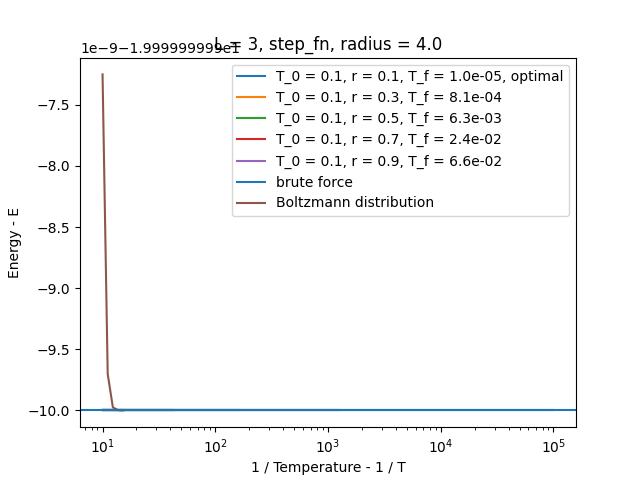 1e−9−1.999999999e1
L = 3, step_fn, radius = 4.0
T_0 = 0.1, r = 0.1, T_f = 1.0e-05, optimal
T_0 = 0.1, r = 0.3, T_f = 8.1e-04
T_0 = 0.1, r = 0.5, T_f = 6.3e-03
T_0 = 0.1, r = 0.7, T_f = 2.4e-02
T_0 = 0.1, r = 0.9, T_f = 6.6e-02
brute force
Boltzmann distribution
−7.5
−8.0
−8.5
−9.0
−9.5
−10.0
Energy - E
10¹ 10² 10³ 10⁴ 10⁵
1 / Temperature - 1 / T